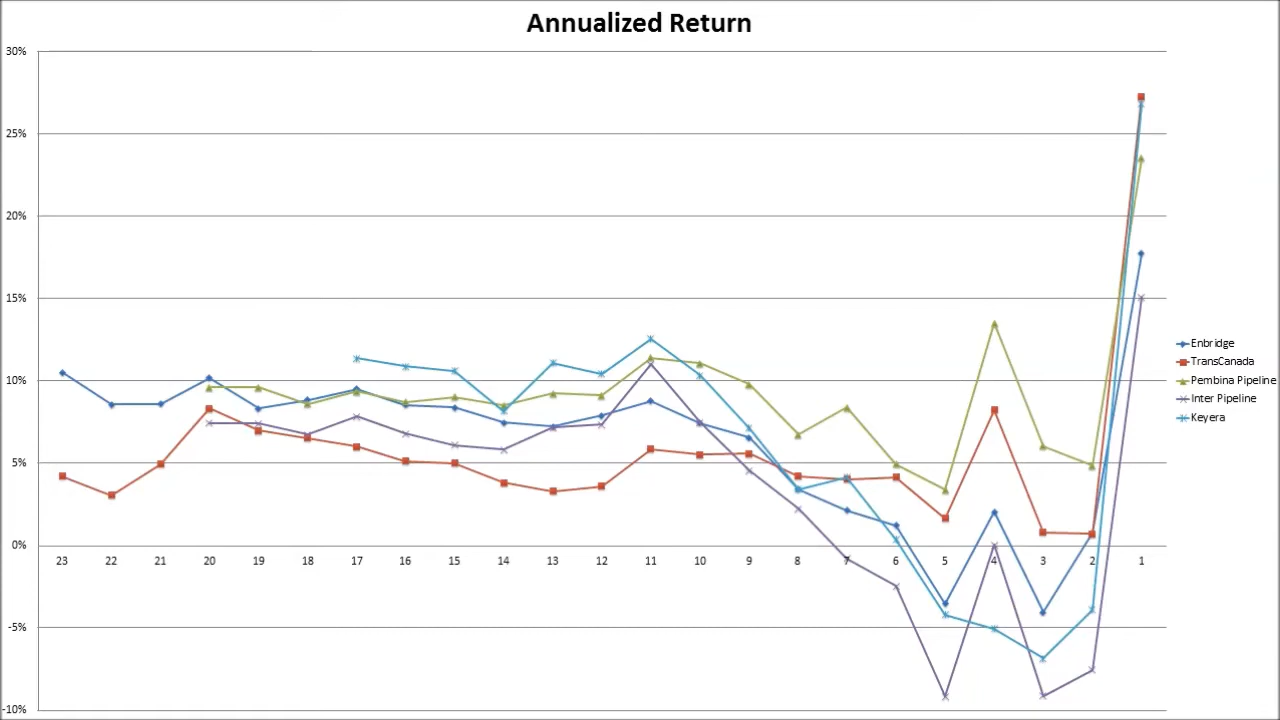 Annualized Return
30%
25%
20%
15%
10%
5%
0%
-5%
-10%
23 22 21 20 19 18 17 16 15 14 13 12 11 10 9 8 7 6 5 4 3 2 1
Enbridge
TransCanada
Pembina Pipeline
Inter Pipeline
Keyera